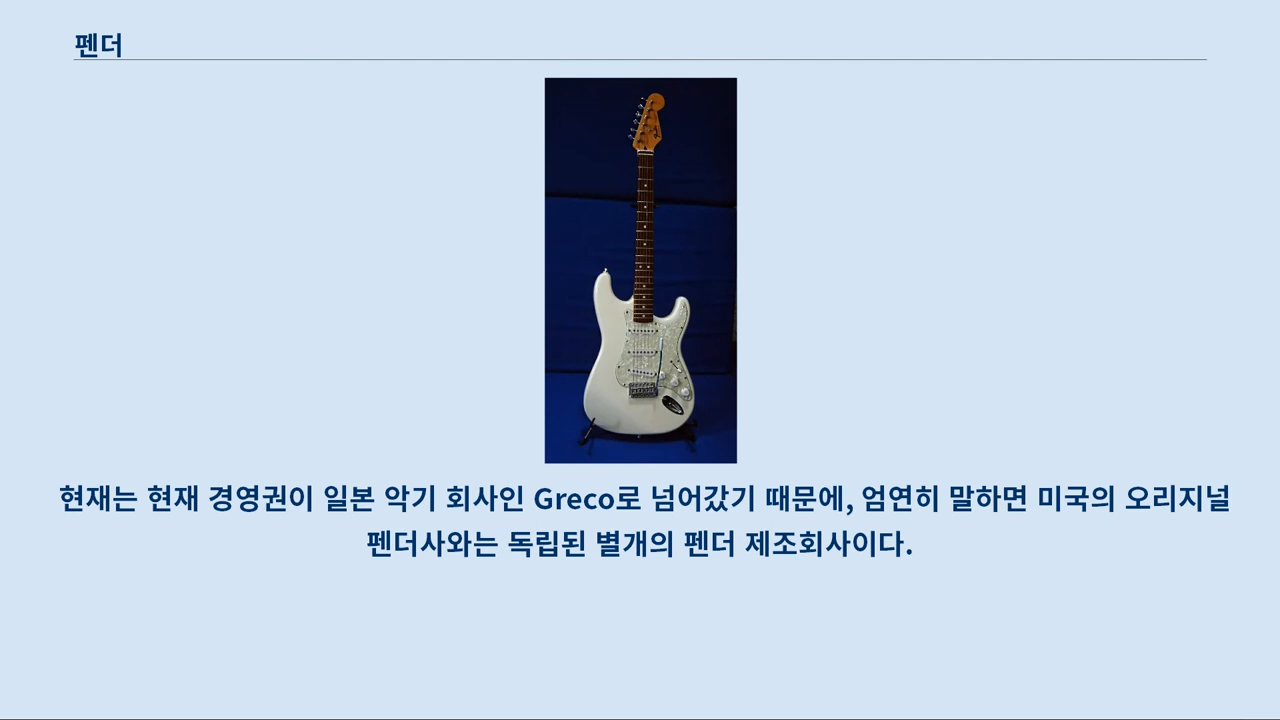 펜더
현재는 현재 경영권이 일본 악기 회사인 Greco로 넘어갔기 때문에, 엄연히 말하면 미국의 오리지널
펜더사와는 독립된 별개의 펜더 제조회사이다.